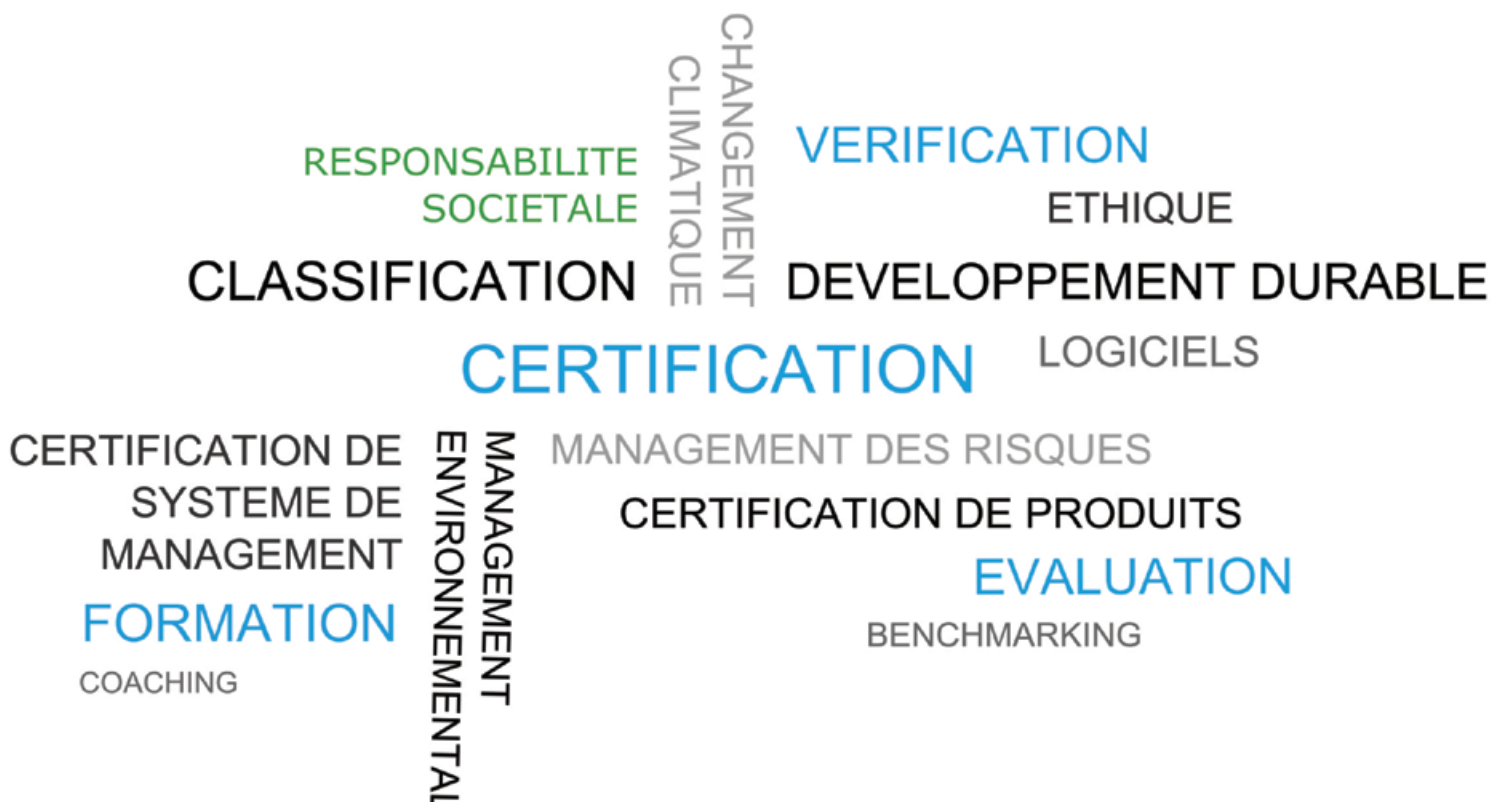 CHANGEMENT
CLIMATIQUE
RESPONSABILITE
SOCIETALE
VERIFICATION
ETHIQUE
CLASSIFICATION
DEVELOPPEMENT DURABLE
CERTIFICATION
LOGICIELS
CERTIFICATION DE
SYSTEME DE
MANAGEMENT
MANAGEMENT
ENVIRONNEMENTAL
MANAGEMENT DES RISQUES
CERTIFICATION DE PRODUITS
EVALUATION
FORMATION
BENCHMARKING
COACHING